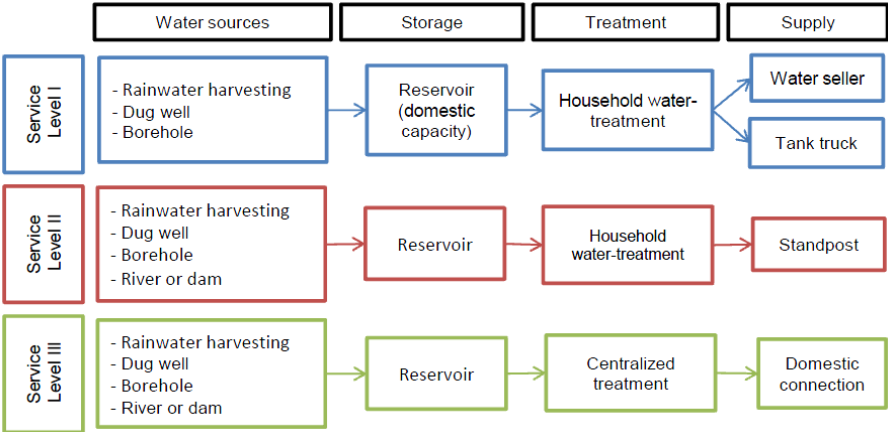 Water sources
Storage
Treatment
Supply
Service
Level I
- Rainwater harvesting
- Dug well
- Borehole
Reservoir
(domestic
capacity)
Household water-
treatment
Water seller
Tank truck
Service
Level II
- Rainwater harvesting
- Dug well
- Borehole
- River or dam
Reservoir
Household
water-treatment
Standpost
Service
Level III
- Rainwater harvesting
- Dug well
- Borehole
- River or dam
Reservoir
Centralized
treatment
Domestic
connection